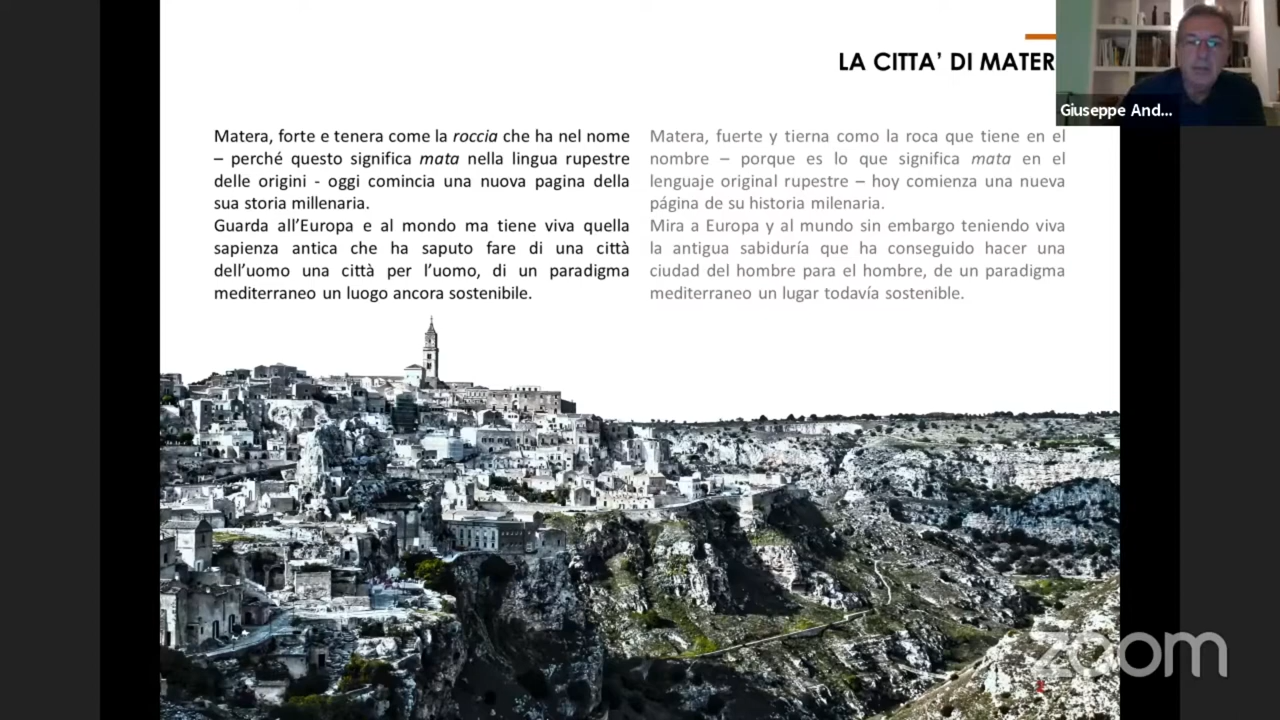 LA CITTA’ DI MATER
Giuseppe And...
Matera, forte e tenera come la roccia che ha nel nome
– perché questo significa mata nella lingua rupestre
delle origini - oggi comincia una nuova pagina della
sua storia millenaria.
Guarda all’Europa e al mondo ma tiene viva quella
sapienza antica che ha saputo fare di una città
dell’uomo una città per l’uomo, di un paradigma
mediterraneo un luogo ancora sostenibile.
Matera, fuerte y tierna como la roca que tiene en el
nombre – porque es lo que significa mata en el
lenguaje original rupestre – hoy comienza una nueva
página de su historia milenaria.
Mira a Europa y al mundo sin embargo teniendo viva
la antigua sabiduría que ha conseguido hacer una
ciudad del hombre para el hombre, de un paradigma
mediterraneo un lugar todavía sostenible.
zoom